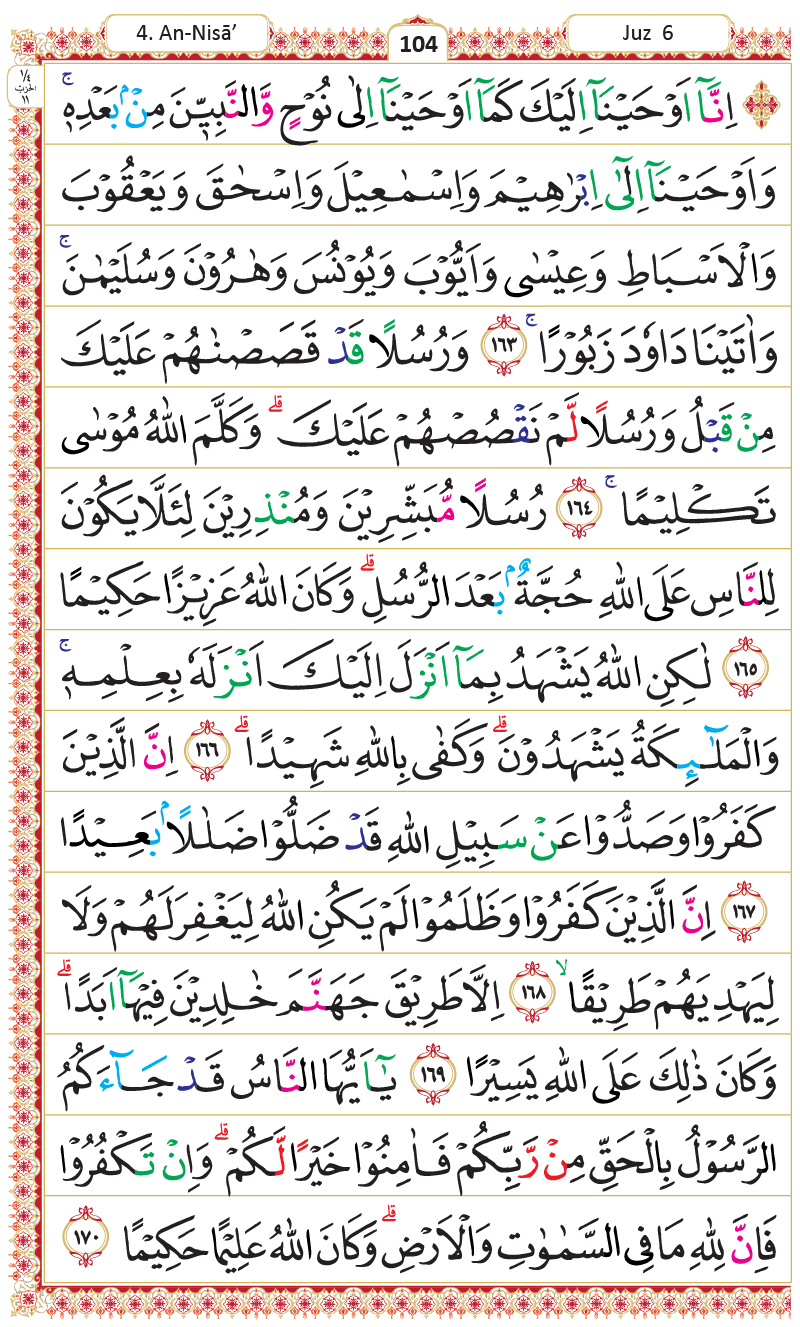 4. An-Nisā’
104
Juz 6
١/٤
الحزب
١١
اِنَّآ اَوْحَيْنَآ اِلَيْكَ كَمَآ اَوْحَيْنَآ اِلٰى نُوْحٍ وَّالنَّبِيّٖنَ مِنْۢ بَعْدِهٖۚ
وَاَوْحَيْنَآ اِلٰٓى اِبْرٰهِيْمَ وَاِسْمٰعِيْلَ وَاِسْحٰقَ وَيَعْقُوْبَ
وَالْاَسْبَاطِ وَعِيْسٰى وَاَيُّوْبَ وَيُوْنُسَ وَهٰرُوْنَ وَسُلَيْمٰنَۚ
وَاٰتَيْنَا دَاوٗدَ زَبُوْرًاۚ ١٦٣ وَرُسُلًا قَدْ قَصَصْنٰهُمْ عَلَيْكَ
مِنْ قَبْلُ وَرُسُلًا لَّمْ نَقْصُصْهُمْ عَلَيْكَۗ وَكَلَّمَ اللّٰهُ مُوْسٰى
تَكْلِيْمًاۚ ١٦٤ رُسُلًا مُّبَشِّرِيْنَ وَمُنْذِرِيْنَ لِئَلَّا يَكُوْنَ
لِلنَّاسِ عَلَى اللّٰهِ حُجَّةٌۢ بَعْدَ الرُّسُلِۗ وَكَانَ اللّٰهُ عَزِيْزًا حَكِيْمًا
١٦٥ لٰكِنِ اللّٰهُ يَشْهَدُ بِمَآ اَنْزَلَ اِلَيْكَ اَنْزَلَهٗ بِعِلْمِهٖۚ
وَالْمَلٰۤىِٕكَةُ يَشْهَدُوْنَۗ وَكَفٰى بِاللّٰهِ شَهِيْدًاۗ ١٦٦ اِنَّ الَّذِيْنَ
كَفَرُوْا وَصَدُّوْا عَنْ سَبِيْلِ اللّٰهِ قَدْ ضَلُّوْا ضَلٰلًاۢ بَعِيْدًا
١٦٧ اِنَّ الَّذِيْنَ كَفَرُوْا وَظَلَمُوْا لَمْ يَكُنِ اللّٰهُ لِيَغْفِرَ لَهُمْ وَلَا
لِيَهْدِيَهُمْ طَرِيْقًاۙ ١٦٨ اِلَّا طَرِيْقَ جَهَنَّمَ خٰلِدِيْنَ فِيْهَآ اَبَدًاۗ
وَكَانَ ذٰلِكَ عَلَى اللّٰهِ يَسِيْرًا ١٦٩ يٰٓاَيُّهَا النَّاسُ قَدْ جَاۤءَكُمُ
الرَّسُوْلُ بِالْحَقِّ مِنْ رَّبِّكُمْ فَاٰمِنُوْا خَيْرًا لَّكُمْۗ وَاِنْ تَكْفُرُوْا
فَاِنَّ لِلّٰهِ مَا فِى السَّمٰوٰتِ وَالْاَرْضِۗ وَكَانَ اللّٰهُ عَلِيْمًا حَكِيْمًا ١٧٠